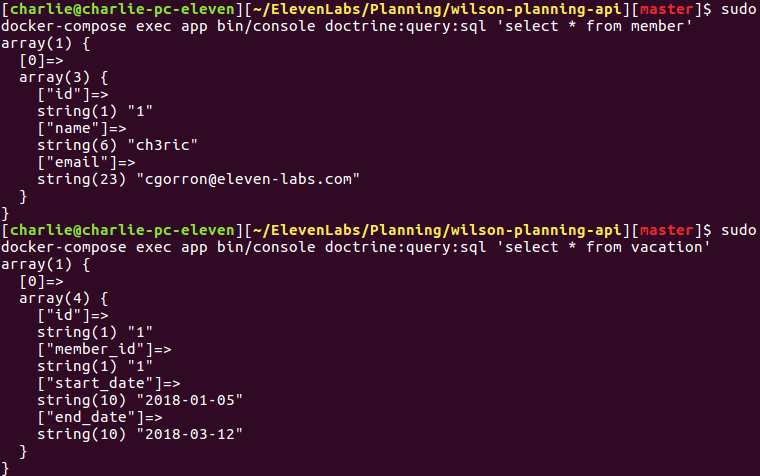 [charlie@charlie-pc-eleven][~/ElevenLabs/Planning/wilson-planning-api][master]$ sudo
docker-compose exec app bin/console doctrine:query:sql 'select * from member'
array(1) {
  [0]=>
  array(3) {
    ["id"]=>
    string(1) "1"
    ["name"]=>
    string(6) "ch3ric"
    ["email"]=>
    string(23) "cgorron@eleven-labs.com"
  }
}
[charlie@charlie-pc-eleven][~/ElevenLabs/Planning/wilson-planning-api][master]$ sudo
docker-compose exec app bin/console doctrine:query:sql 'select * from vacation'
array(1) {
  [0]=>
  array(4) {
    ["id"]=>
    string(1) "1"
    ["member_id"]=>
    string(1) "1"
    ["start_date"]=>
    string(10) "2018-01-05"
    ["end_date"]=>
    string(10) "2018-03-12"
  }
}